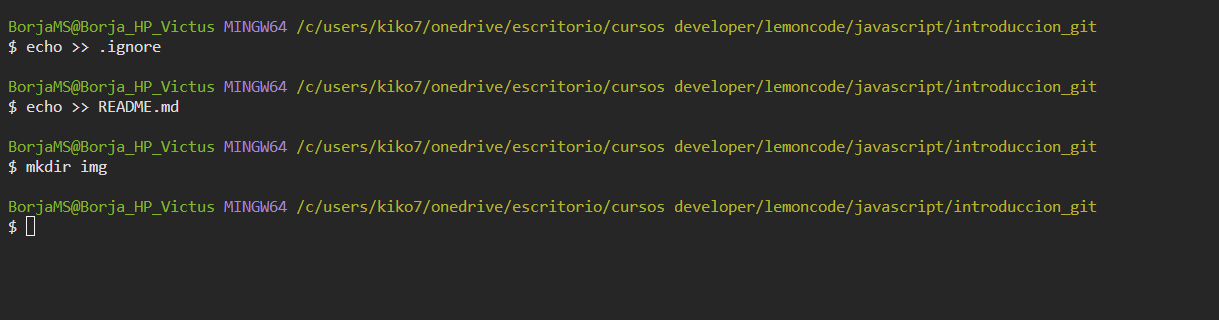 BorjaMS@Borja_HP_Victus MINGW64 /c/users/kiko7/onedrive/escritorio/cursos developer/lemoncode/javascript/introduccion_git
$ echo >> .ignore
BorjaMS@Borja_HP_Victus MINGW64 /c/users/kiko7/onedrive/escritorio/cursos developer/lemoncode/javascript/introduccion_git
$ echo >> README.md
BorjaMS@Borja_HP_Victus MINGW64 /c/users/kiko7/onedrive/escritorio/cursos developer/lemoncode/javascript/introduccion_git
$ mkdir img
BorjaMS@Borja_HP_Victus MINGW64 /c/users/kiko7/onedrive/escritorio/cursos developer/lemoncode/javascript/introduccion_git
$